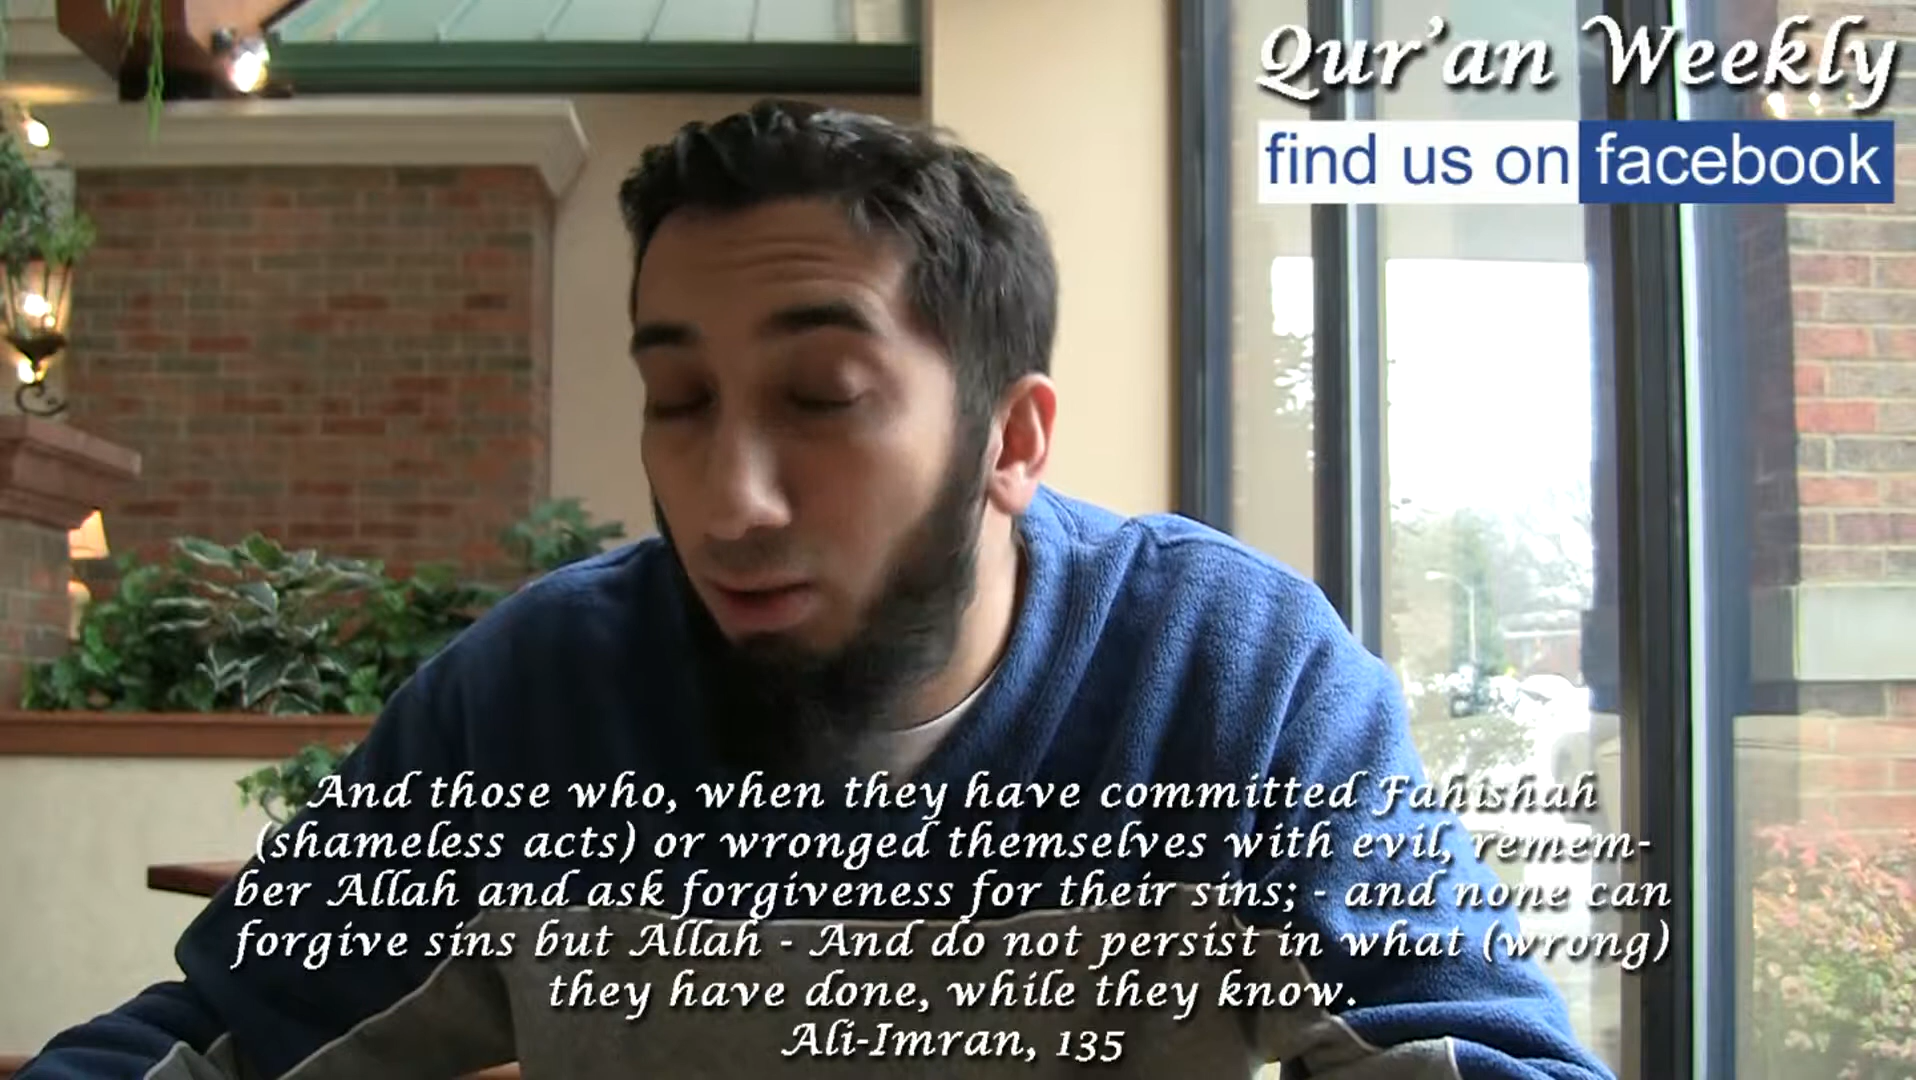 Qur'an Weekly
find us on facebook
And those who, when they have committed Fahishah
(shameless acts) or wronged themselves with evil, remem-
ber Allah and ask forgiveness for their sins; - and none can
forgive sins but Allah - And do not persist in what (wrong)
they have done, while they know.
Ali-Imran, 135